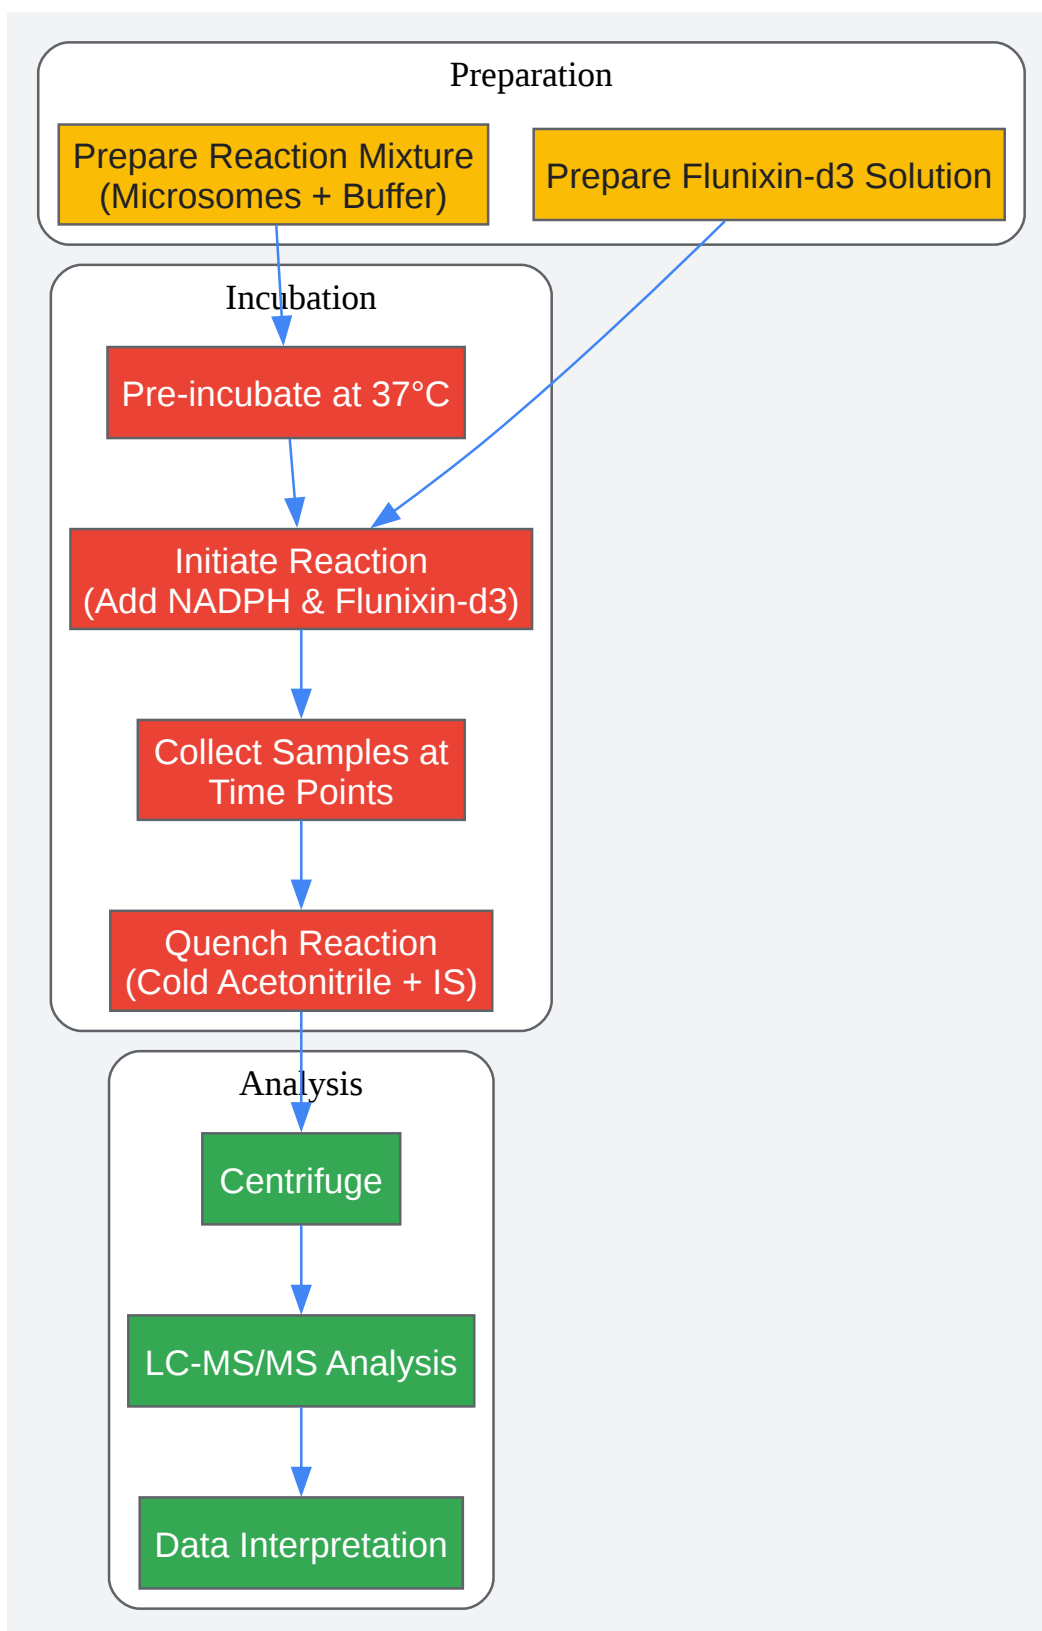 Preparation
Prepare Reaction Mixture
(Microsomes + Buffer)
Prepare Flunixin-d3 Solution
Incubation
Pre-incubate at 37°C
Initiate Reaction
(Add NADPH & Flunixin-d3)
Collect Samples at
Time Points
Quench Reaction
(Cold Acetonitrile + IS)
Analysis
Centrifuge
LC-MS/MS Analysis
Data Interpretation